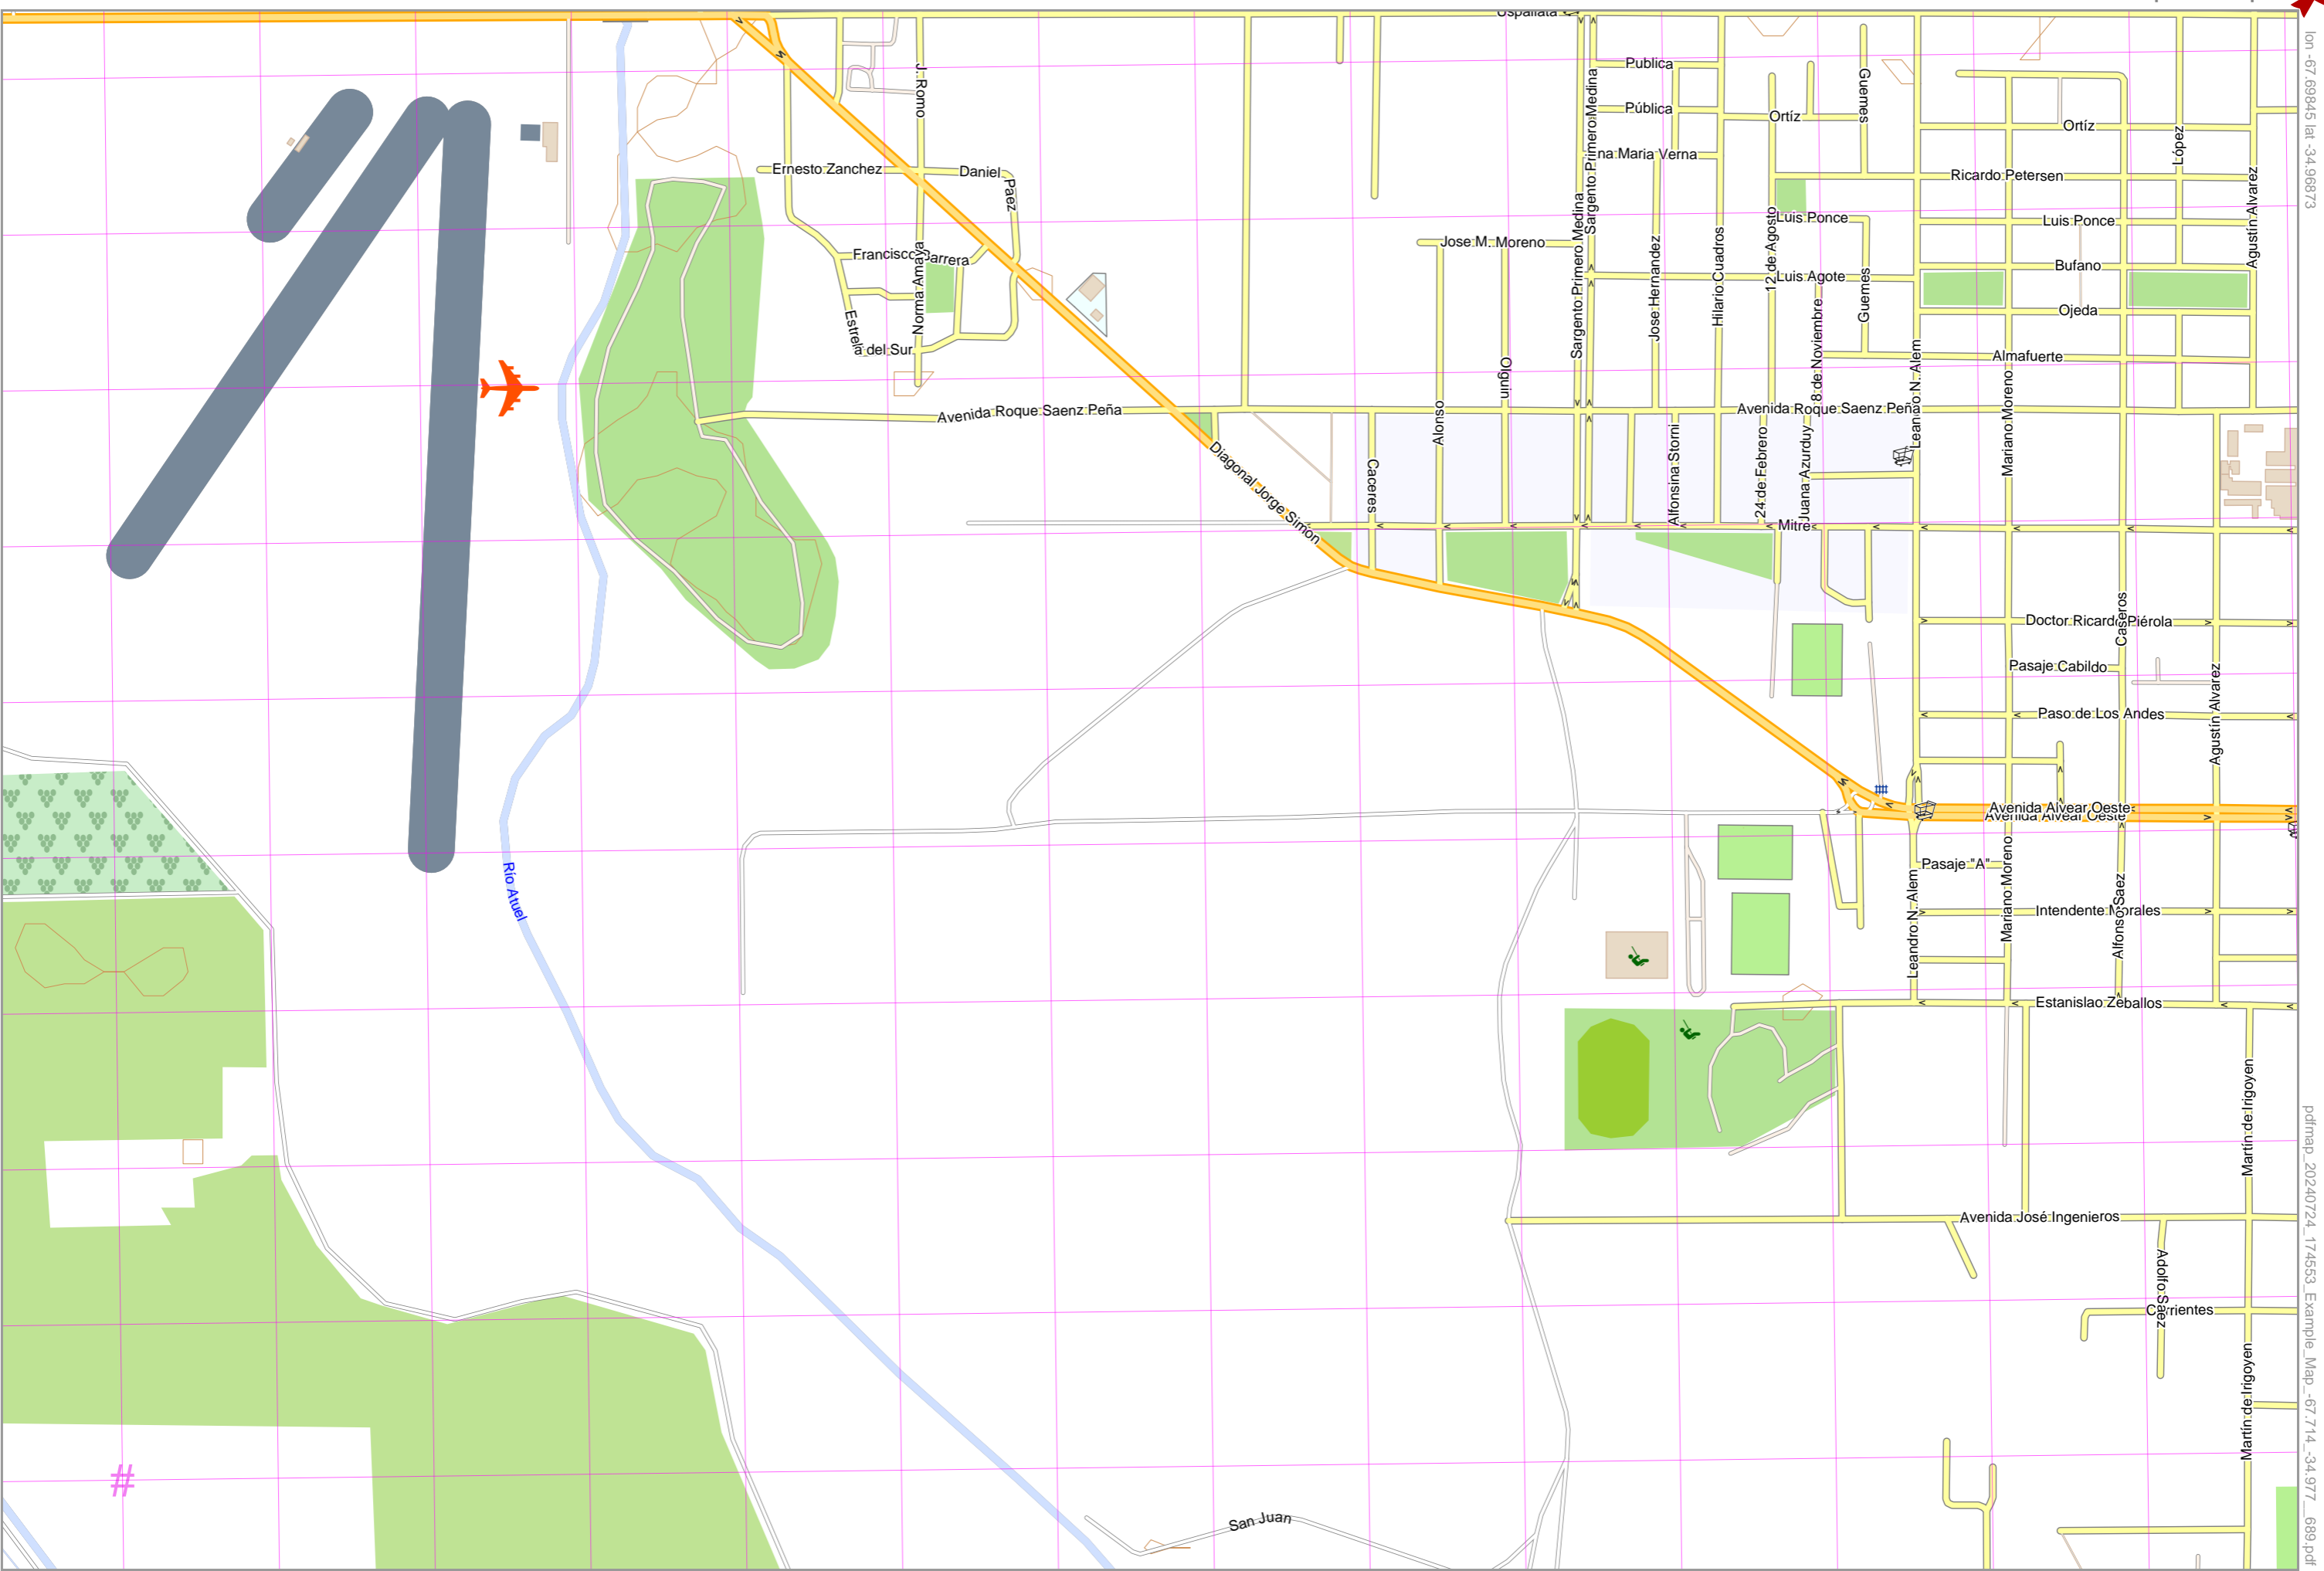 Uspallata
lon -67.69845 lat -34.96873
Publica
J. Romo
Guemes
Pública
Ortíz
Ortíz
Sargento Primero Medina
López
na Maria Verna
Ernesto Zanchez
Daniel
Paez
Ricardo Petersen
Agustín Alvarez
Luis Ponce
Luis Ponce
12 de Agosto
Jose M. Moreno
Francisco Barrera
Norma Amaya
Sargento Primero Medina
Jose Hernandez
Hilario Cuadros
Luis Agote
Guemes
Bufano
Ojeda
Estrella del Sur
8 de Noviembre
Almafuerte
Olguin
Leandro N. Alem
Mariano Moreno
Avenida Roque Saenz Peña
Avenida Roque Saenz Peña
Alonso
Diagonal Jorge Simón
Caceres
Alfonsina Storni
24 de Febrero
Juana Azurduy
Mitre
Doctor Ricardo Piérola
Caseros
Pasaje Cabildo
Agustín Alvarez
Paso de Los Andes
Avenida Alvear Oeste
Avenida Alvear Oeste
Pasaje "A"
Río Atuel
Leandro N. Alem
Mariano Moreno
Intendente Morales
Alfonso Saez
Estanislao Zeballos
Martín de Irigoyen
Avenida José Ingenieros
Adolfo Saez
Corrientes
Martín de Irigoyen
San Juan
#
pdfmap_20240724_174553_Example_Map_-67.714_-34.977__689.pdf